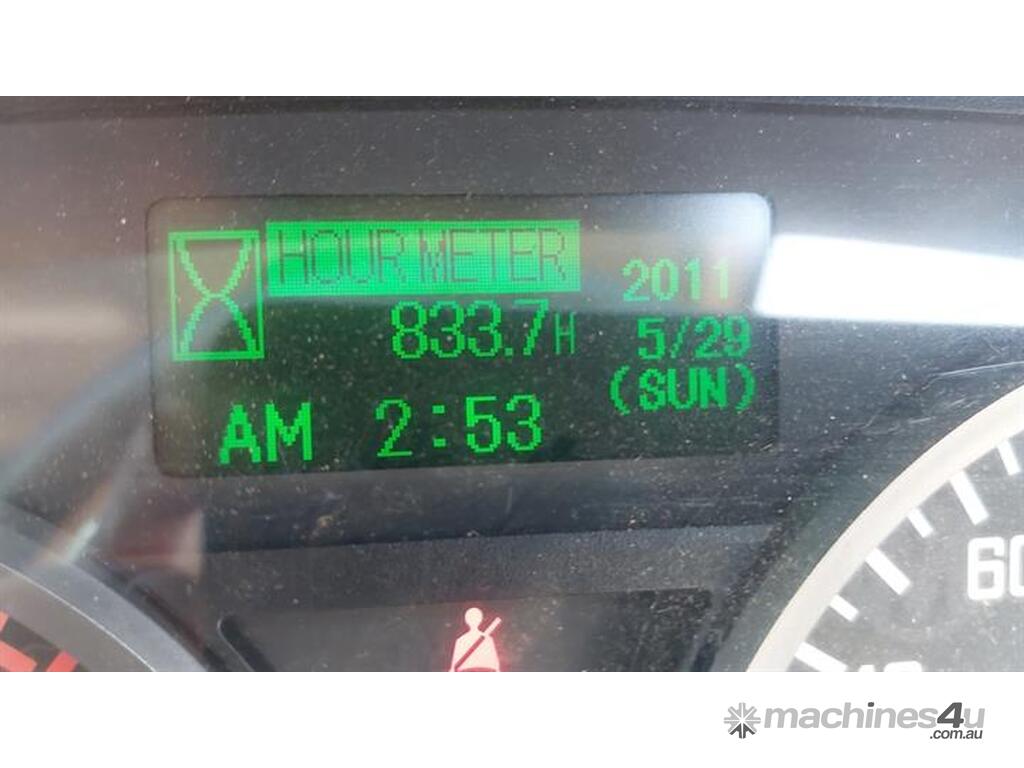 HOUR METER
2011
833.7H
5/29
(SUN)
AM 2:53
60
machines4u
.com.au